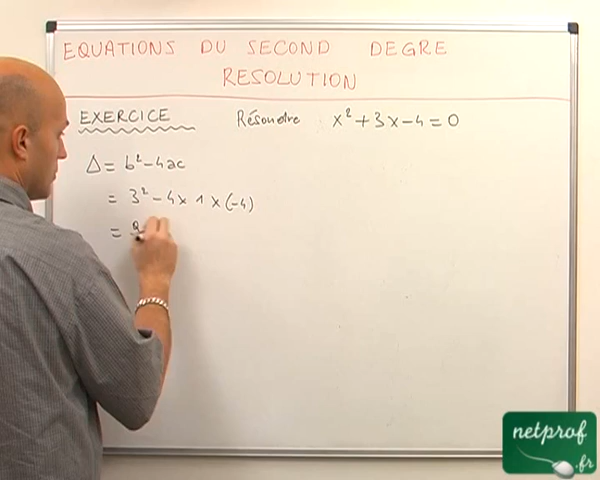 EQUATIONS DU SECOND DEGRE
RESOLUTION
EXERCICE Résoudre : x² + 3x - 4 = 0
Δ = b² - 4ac
= 3² - 4 x 1 x (-4)
=
netprof
.fr